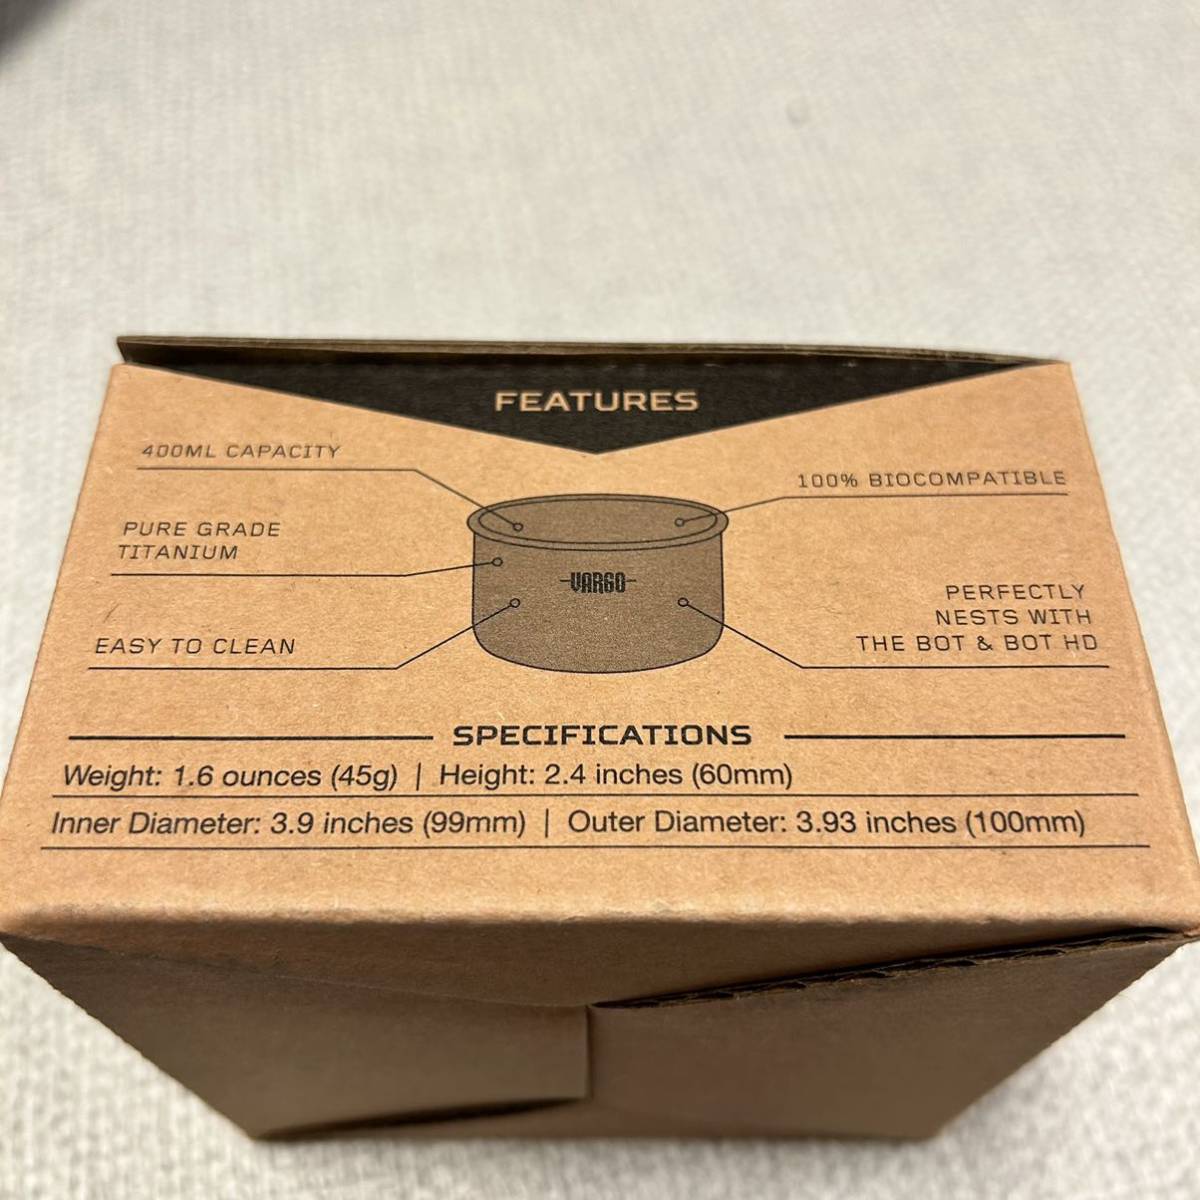 FEATURES
400ML CAPACITY
100% BIOCOMPATIBLE
PURE GRADE
TITANIUM
-VARGO-
PERFECTLY
NESTS WITH
THE BOT & BOT HD
EASY TO CLEAN
SPECIFICATIONS
Weight: 1.6 ounces (45g) | Height: 2.4 inches (60mm)
Inner Diameter: 3.9 inches (99mm) | Outer Diameter: 3.93 inches (100mm)